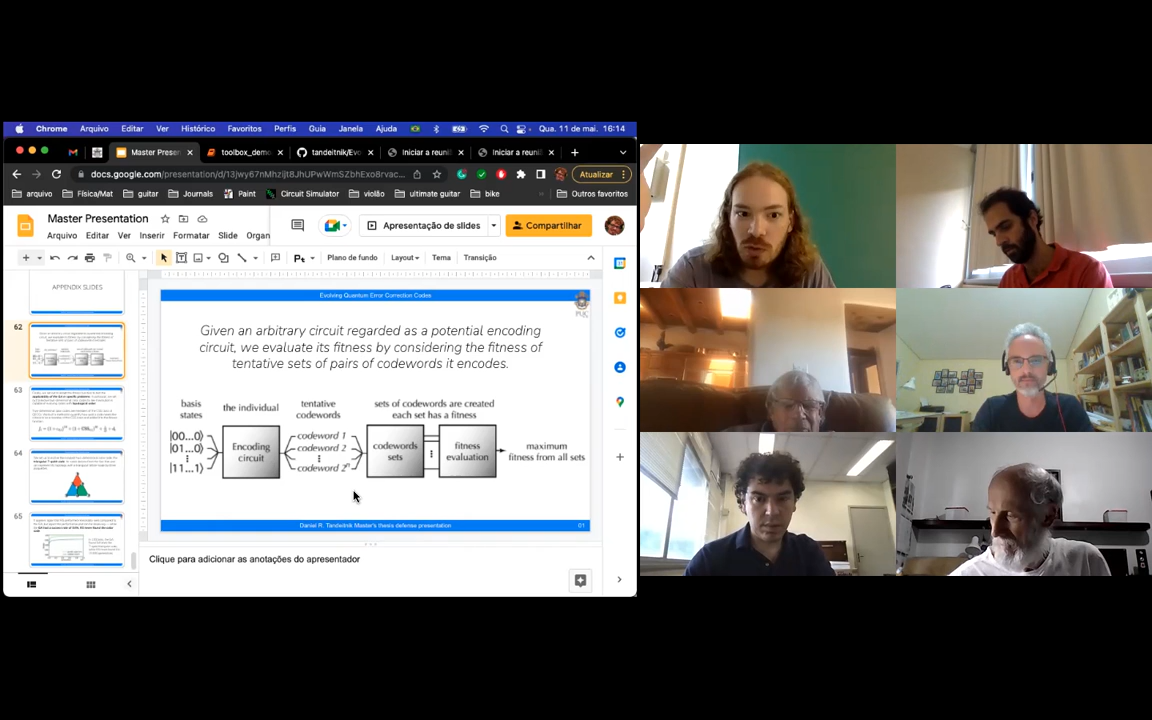 Chrome Arquivo Editar Ver Histórico Favoritos Perfis Guia Janela Ajuda Qua. 11 de mai. 16:14
Master Presen toolbox_demo tandeitnik/Evo Iniciar a reuni Iniciar a reuni
Atualizar
arquivo Física/Mat guitar Journals Paint Circuit Simulator violão ultimate guitar bike Outros favoritos
Master Presentation
Apresentação de slides
Compartilhar
Arquivo Editar Ver Inserir Formatar Slide Organ
Plano de fundo Layout Tema Transição
APPENDIX SLIDES
62
63
64
65
Evolving Quantum Error Correction Codes
PUC
Given an arbitrary circuit regarded as a potential encoding
circuit, we evaluate its fitness by considering the fitness of
tentative sets of pairs of codewords it encodes.
basis
states
the individual
tentative
codewords
sets of codewords are created
each set has a fitness
|00...0⟩
|01...0⟩
⋮
|11...1⟩
Encoding
circuit
codeword 1
codeword 2
⋮
codeword 2ⁿ
codewords
sets
⋮
fitness
evaluation
maximum
fitness from all sets
Daniel R. Tandeitnik Master's thesis defense presentation 01
Clique para adicionar as anotações do apresentador